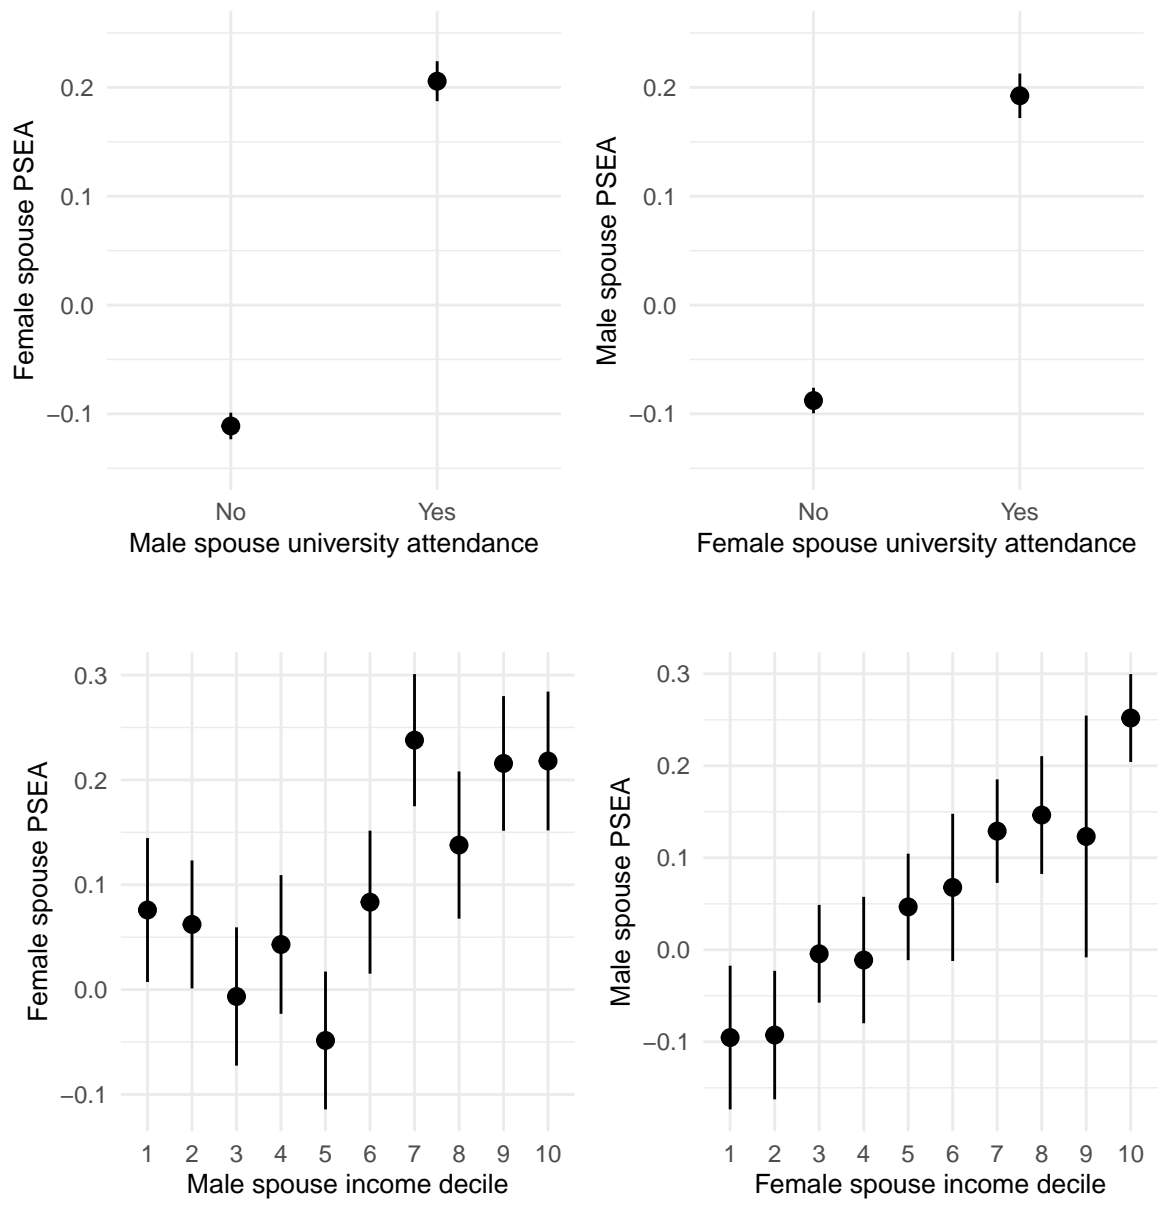 Female spouse PSEA
0.2
0.1
0.0
−0.1
No Yes
Male spouse university attendance
Male spouse PSEA
0.2
0.1
0.0
−0.1
No Yes
Female spouse university attendance
Female spouse PSEA
0.3
0.2
0.1
0.0
−0.1
1 2 3 4 5 6 7 8 9 10
Male spouse income decile
Male spouse PSEA
0.3
0.2
0.1
0.0
−0.1
1 2 3 4 5 6 7 8 9 10
Female spouse income decile